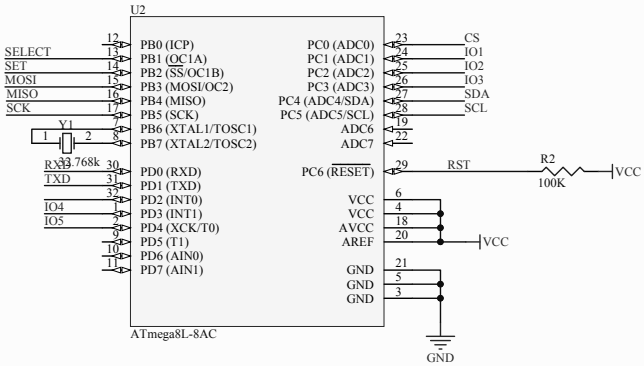 U2
12 PB0 (ICP) PC0 (ADC0) 23 CS
SELECT 13 PB1 (OC1A) PC1 (ADC1) 24 IO1
SET 14 PB2 (SS/OC1B) PC2 (ADC2) 25 IO2
MOSI 15 PB3 (MOSI/OC2) PC3 (ADC3) 26 IO3
MISO 16 PB4 (MISO) PC4 (ADC4/SDA) 27 SDA
SCK 17 PB5 (SCK) PC5 (ADC5/SCL) 28 SCL
Y1 7 PB6 (XTAL1/TOSC1) ADC6 19
1 2 8 PB7 (XTAL2/TOSC2) ADC7 22
RXD 30 PD0 (RXD) PC6 (RESET) 29 RST R2 100K VCC
TXD 31 PD1 (TXD)
32 PD2 (INT0) VCC 6
IO4 1 PD3 (INT1) VCC 4
IO5 2 PD4 (XCK/T0) AVCC 18
9 PD5 (T1) AREF 20 VCC
10 PD6 (AIN0) GND 21
11 PD7 (AIN1) GND 5
GND 3
ATmega8L-8AC
GND